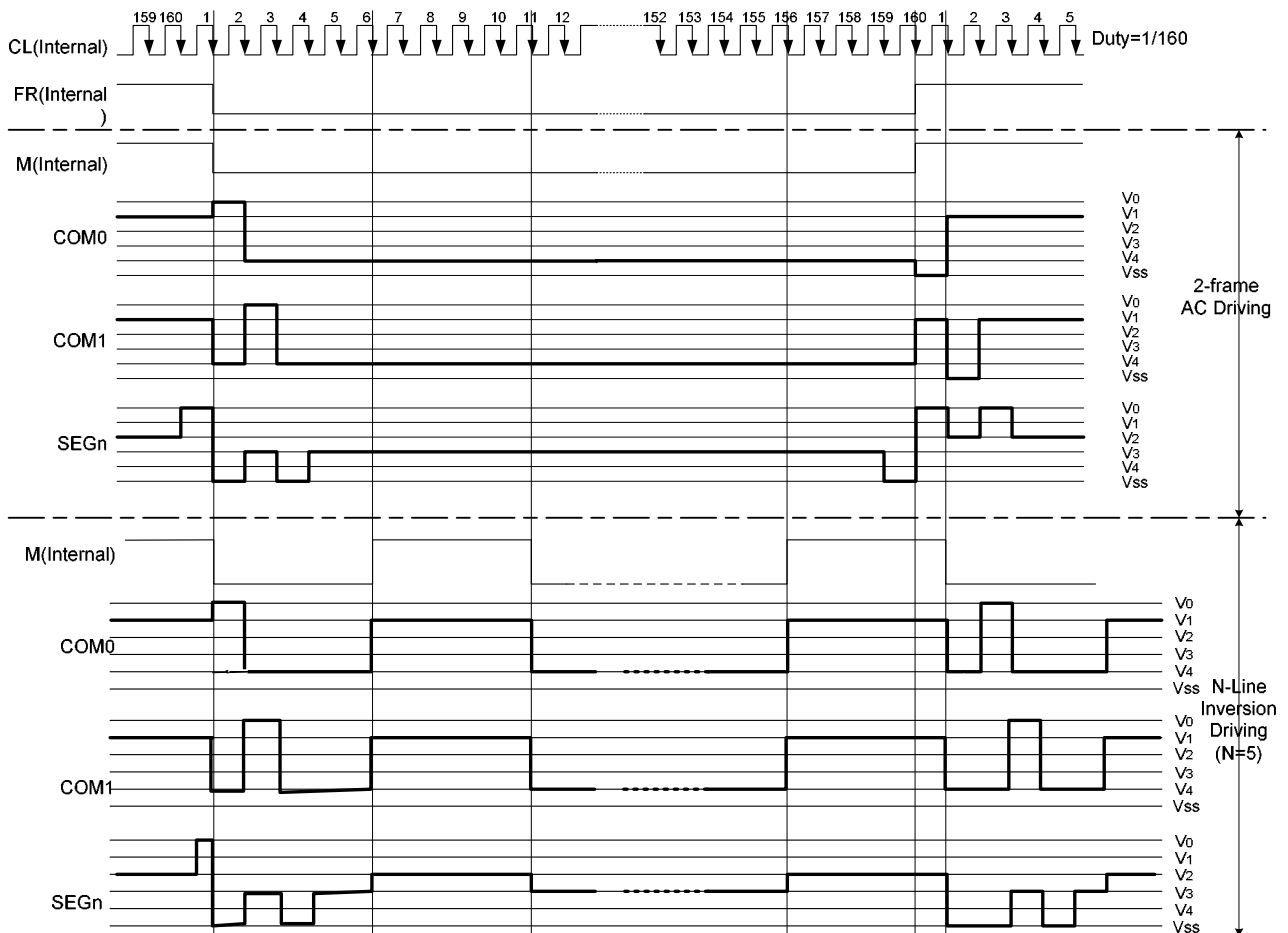 159 160 1 2 3 4 5 6 7 8 9 10 11 12 152 153 154 155 156 157 158 159 160 1 2 3 4 5
CL(Internal) Duty=1/160
FR(Internal
)
M(Internal)
COM0
V0
V1
V2
V3
V4
Vss
2-frame
AC Driving
COM1
V0
V1
V2
V3
V4
Vss
SEGn
V0
V1
V2
V3
V4
Vss
M(Internal)
COM0
V0
V1
V2
V3
V4
Vss
N-Line
Inversion
Driving
(N=5)
COM1
V0
V1
V2
V3
V4
Vss
SEGn
V0
V1
V2
V3
V4
Vss